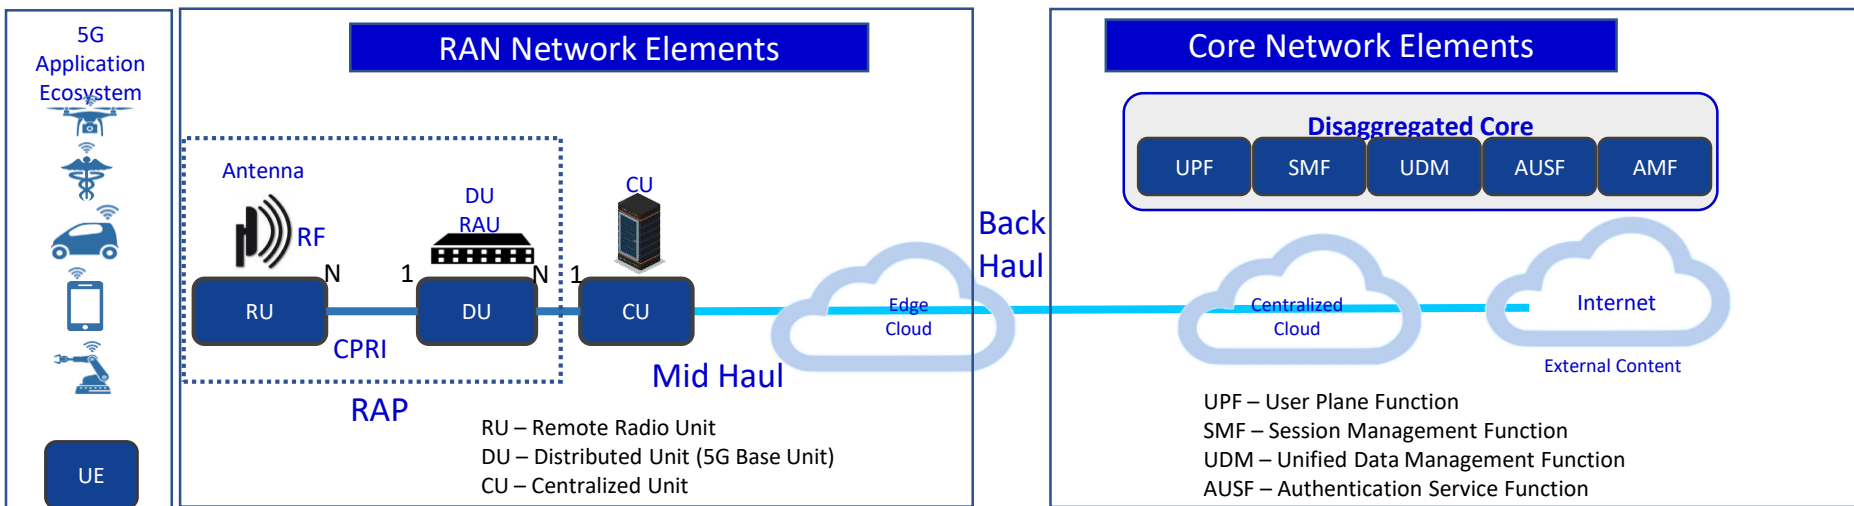 5G
Application
Ecosystem
UE
RAN Network Elements
Antenna
RF
DU
RAU
CU
N
1
N
1
RU
DU
CU
CPRI
RAP
Mid Haul
Edge
Cloud
RU – Remote Radio Unit
DU – Distributed Unit (5G Base Unit)
CU – Centralized Unit
Back
Haul
Core Network Elements
Disaggregated Core
UPF
SMF
UDM
AUSF
AMF
Centralized
Cloud
Internet
External Content
UPF – User Plane Function
SMF – Session Management Function
UDM – Unified Data Management Function
AUSF – Authentication Service Function